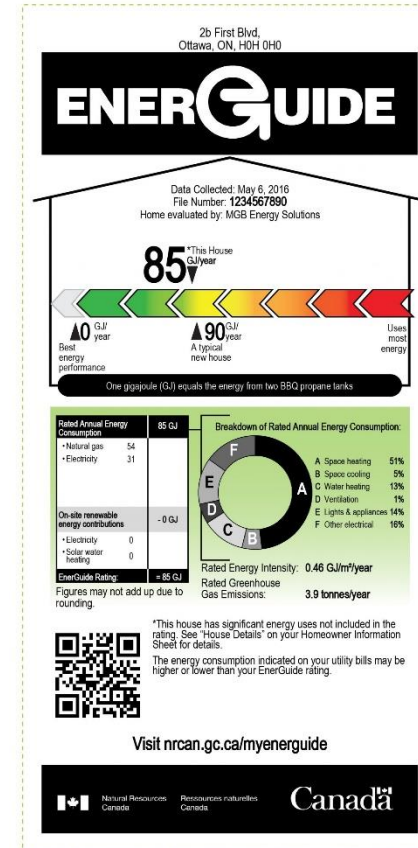 2b First Blvd,
Ottawa, ON, H0H 0H0
ENERGUIDE
Data Collected: May 6, 2016
File Number: 1234567890
Home evaluated by: MGB Energy Solutions
85 *This House
GJ/year
0 GJ/
year
Best
energy
performance
90 GJ/
year
A typical
new house
Uses
most
energy
One gigajoule (GJ) equals the energy from two BBQ propane tanks
Rated Annual Energy
Consumption 85 GJ
• Natural gas 54
• Electricity 31
On-site renewable
energy contributions - 0 GJ
• Electricity 0
• Solar water
heating 0
EnerGuide Rating: = 85 GJ
Figures may not add up due to
rounding.
Breakdown of Rated Annual Energy Consumption:
F
E
D
C
B
A
A Space heating 51%
B Space cooling 5%
C Water heating 13%
D Ventilation 1%
E Lights & appliances 14%
F Other electrical 16%
Rated Energy Intensity: 0.46 GJ/m²/year
Rated Greenhouse
Gas Emissions: 3.9 tonnes/year
*This house has significant energy uses not included in the
rating. See "House Details" on your Homeowner Information
Sheet for details.
The energy consumption indicated on your utility bills may be
higher or lower than your EnerGuide rating.
Visit nrcan.gc.ca/myenerguide
Natural Resources
Canada
Ressources naturelles
Canada
Canada